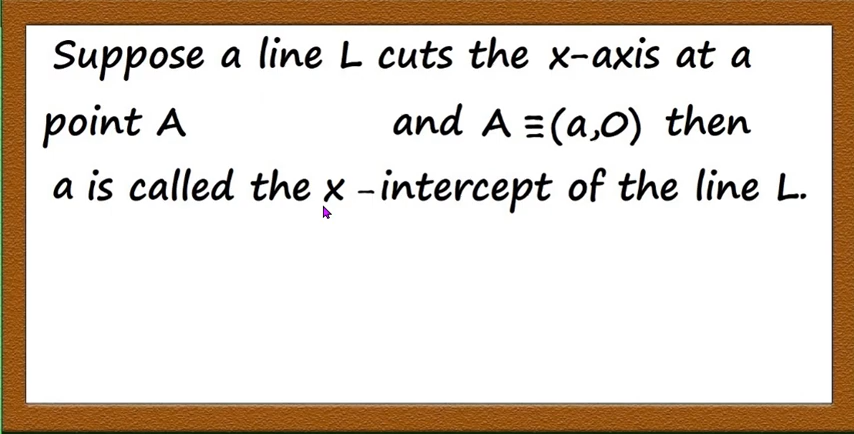 Suppose a line L cuts the x-axis at a
point A and A ≡(a,0) then
a is called the x -intercept of the line L.